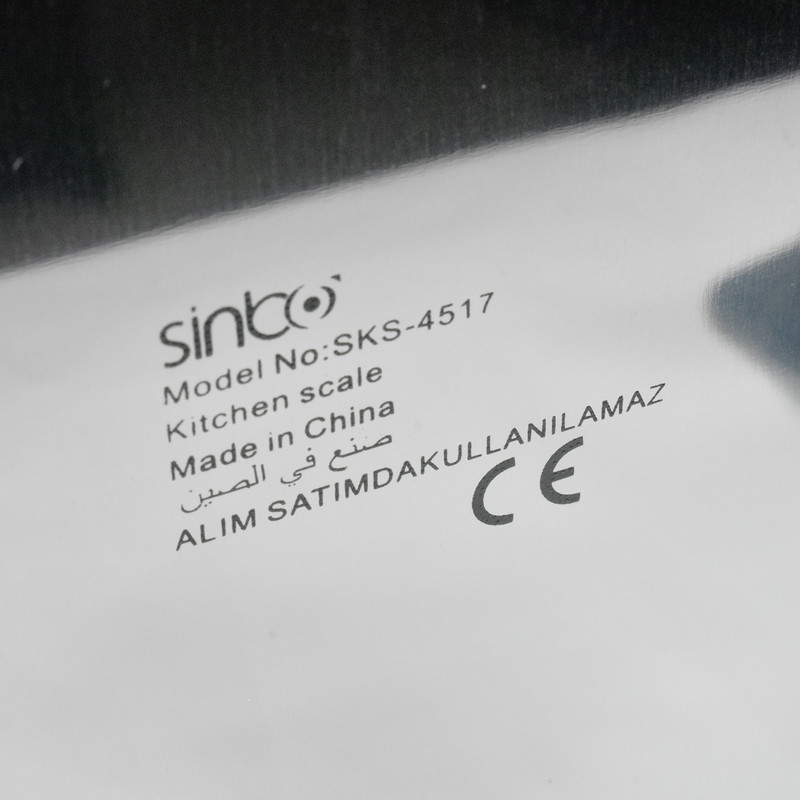 sinbo
Model No:SKS-4517
Kitchen scale
Made in China
صنع في الصين
ALIM SATIMDAKULLANILAMAZ
CE